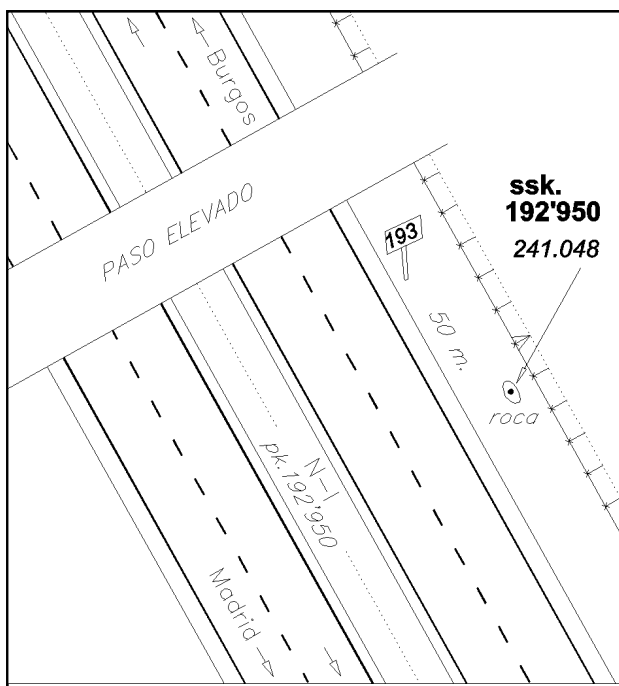 Burgos
PASO ELEVADO
193
ssk.
192'950
241.048
50 m.
roca
N-I
pk.192'950
Madrid